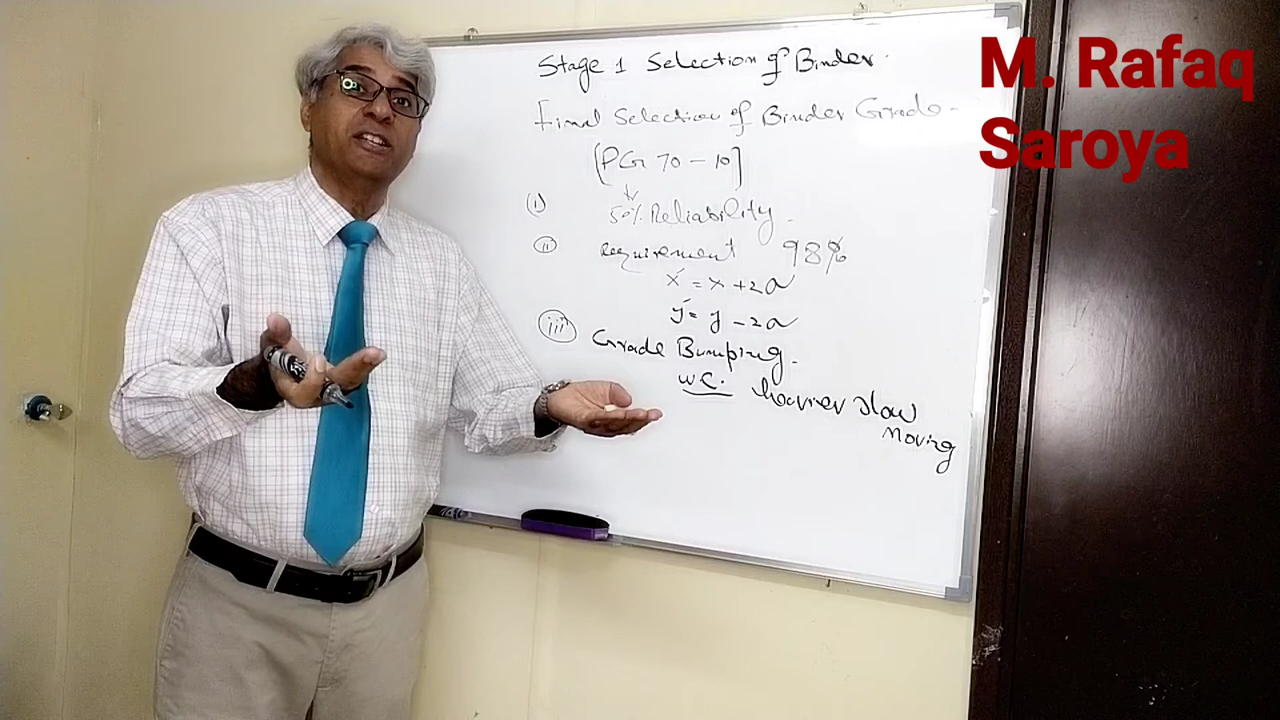 M. Rafaq
Saroya
Stage 1 Selection of Binder.
Final Selection of Binder Grade.
[PG 70 - 10]
(i) 50% Reliability.
(ii) requirement 98%
x' = x + 2σ
y' = y - 2σ
(iii) Grade Bumping.
W.C. heavier slow
Moving